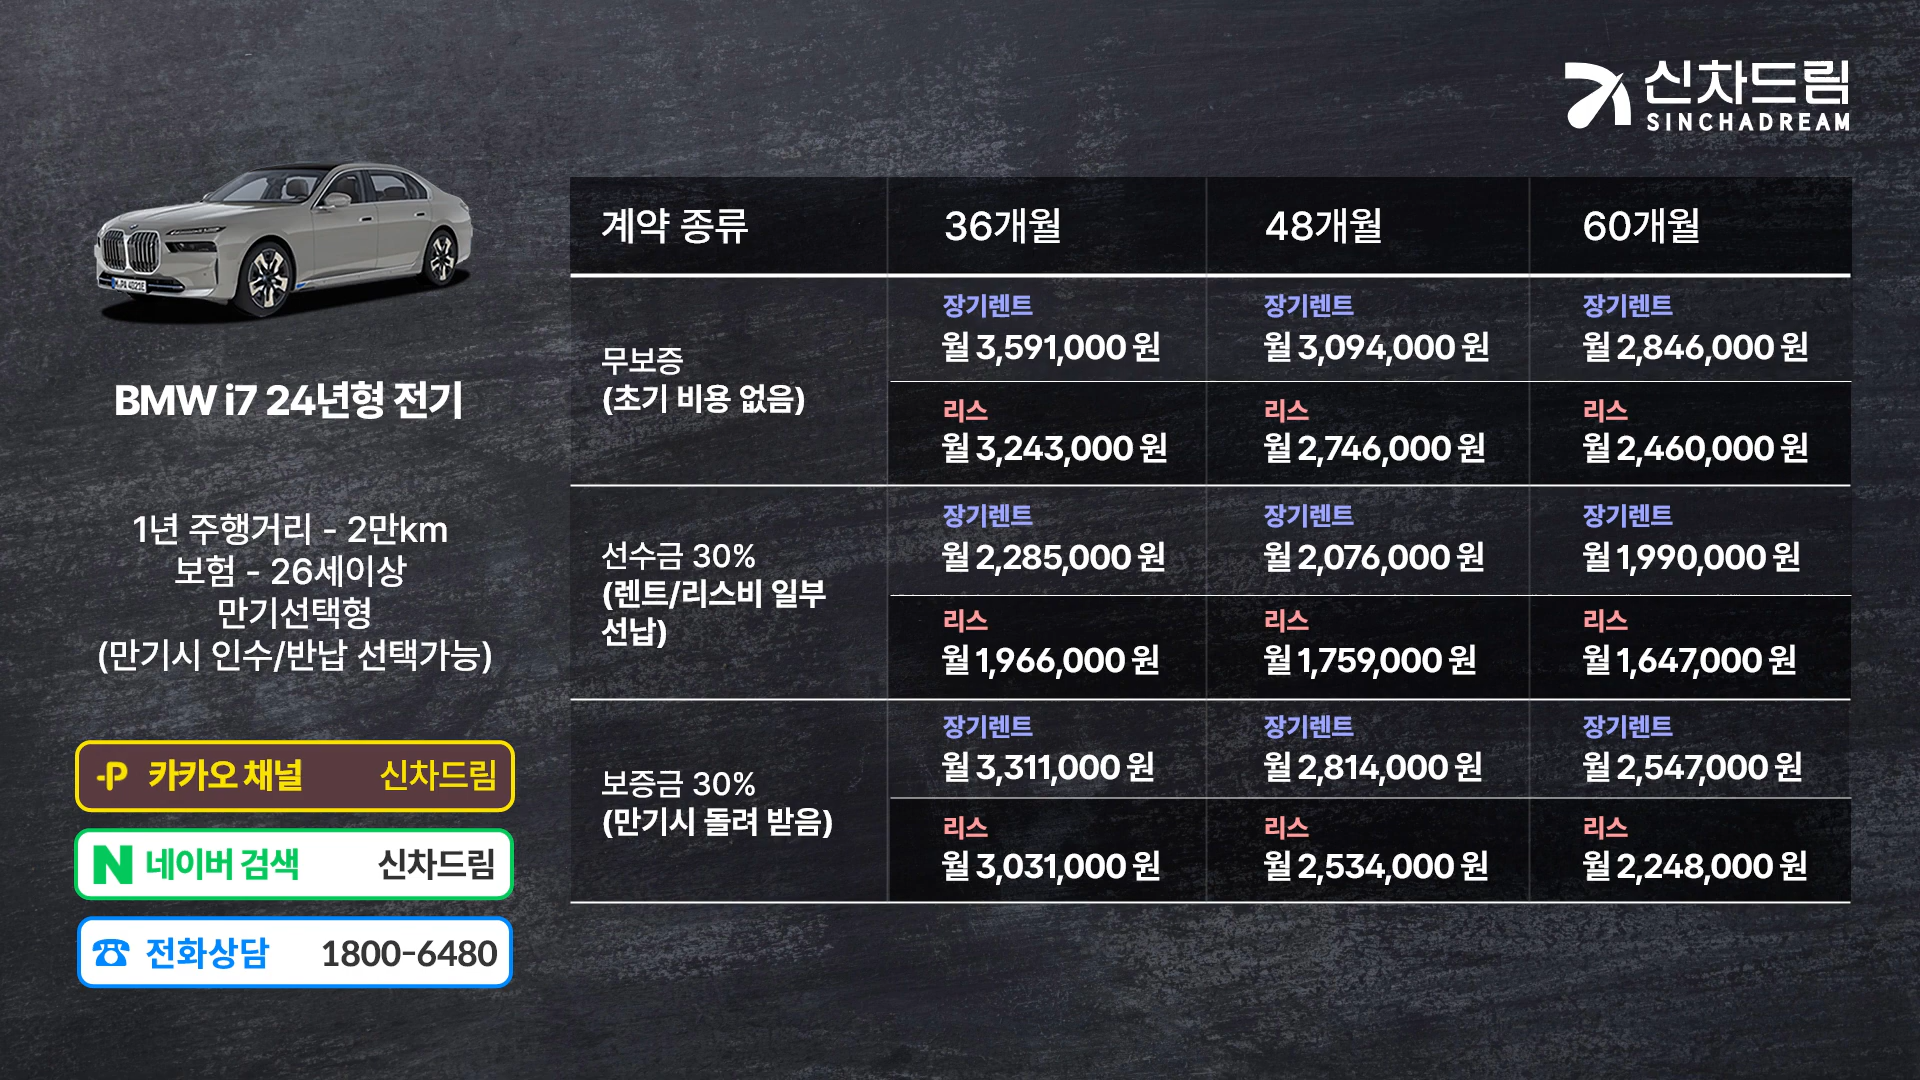 신차드림
SINCHADREAM
BMW i7 24년형 전기
1년 주행거리 - 2만km
보험 - 26세이상
만기선택형
(만기시 인수/반납 선택가능)
카카오 채널 신차드림
네이버 검색 신차드림
전화상담 1800-6480
계약 종류 36개월 48개월 60개월
무보증
(초기 비용 없음)
장기렌트 장기렌트 장기렌트
월 3,591,000 원 월 3,094,000 원 월 2,846,000 원
리스 리스 리스
월 3,243,000 원 월 2,746,000 원 월 2,460,000 원
선수금 30%
(렌트/리스비 일부
선납)
장기렌트 장기렌트 장기렌트
월 2,285,000 원 월 2,076,000 원 월 1,990,000 원
리스 리스 리스
월 1,966,000 원 월 1,759,000 원 월 1,647,000 원
보증금 30%
(만기시 돌려 받음)
장기렌트 장기렌트 장기렌트
월 3,311,000 원 월 2,814,000 원 월 2,547,000 원
리스 리스 리스
월 3,031,000 원 월 2,534,000 원 월 2,248,000 원